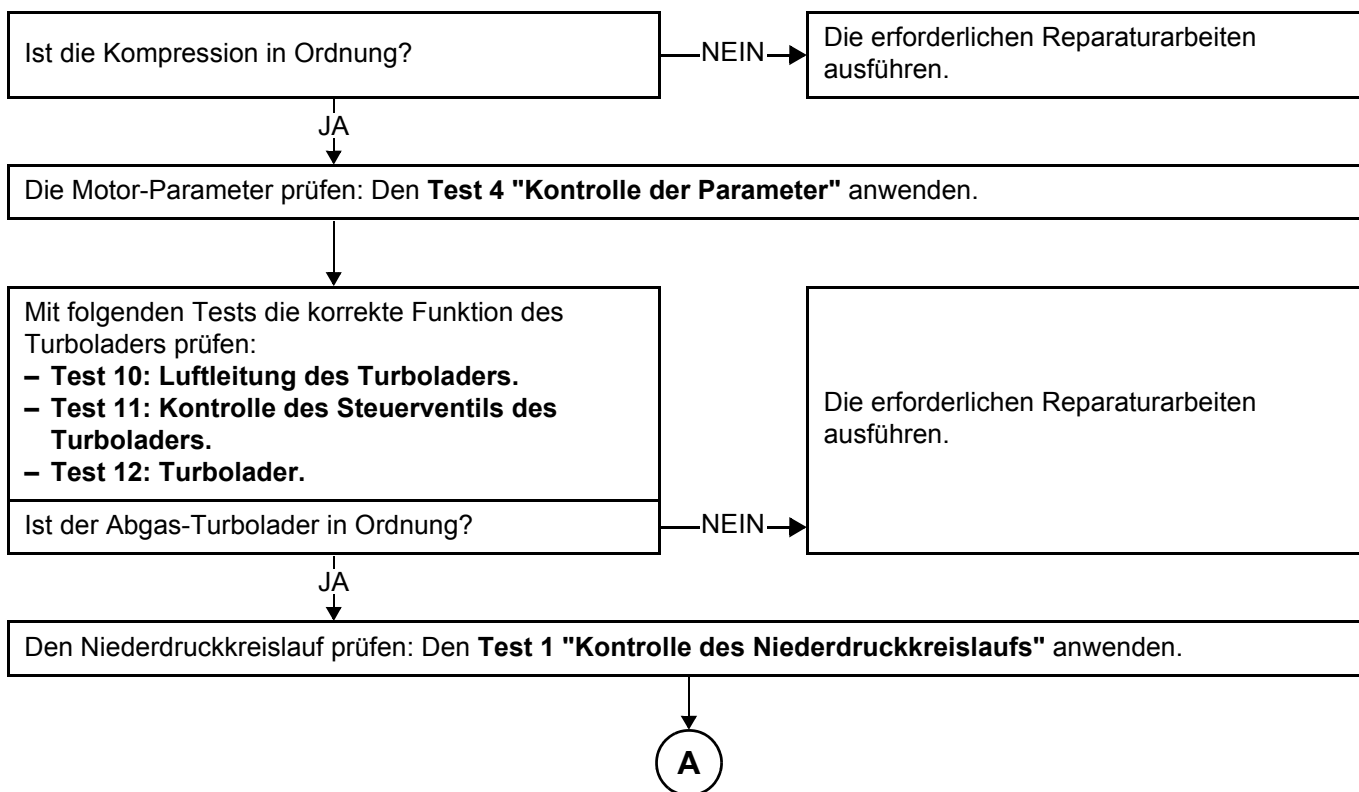 Ist die Kompression in Ordnung?
NEIN
Die erforderlichen Reparaturarbeiten
ausführen.
JA
Die Motor-Parameter prüfen: Den Test 4 "Kontrolle der Parameter" anwenden.
Mit folgenden Tests die korrekte Funktion des
Turboladers prüfen:
– Test 10: Luftleitung des Turboladers.
– Test 11: Kontrolle des Steuerventils des
Turboladers.
– Test 12: Turbolader.
Die erforderlichen Reparaturarbeiten
ausführen.
Ist der Abgas-Turbolader in Ordnung?
NEIN
JA
Den Niederdruckkreislauf prüfen: Den Test 1 "Kontrolle des Niederdruckkreislaufs" anwenden.
A